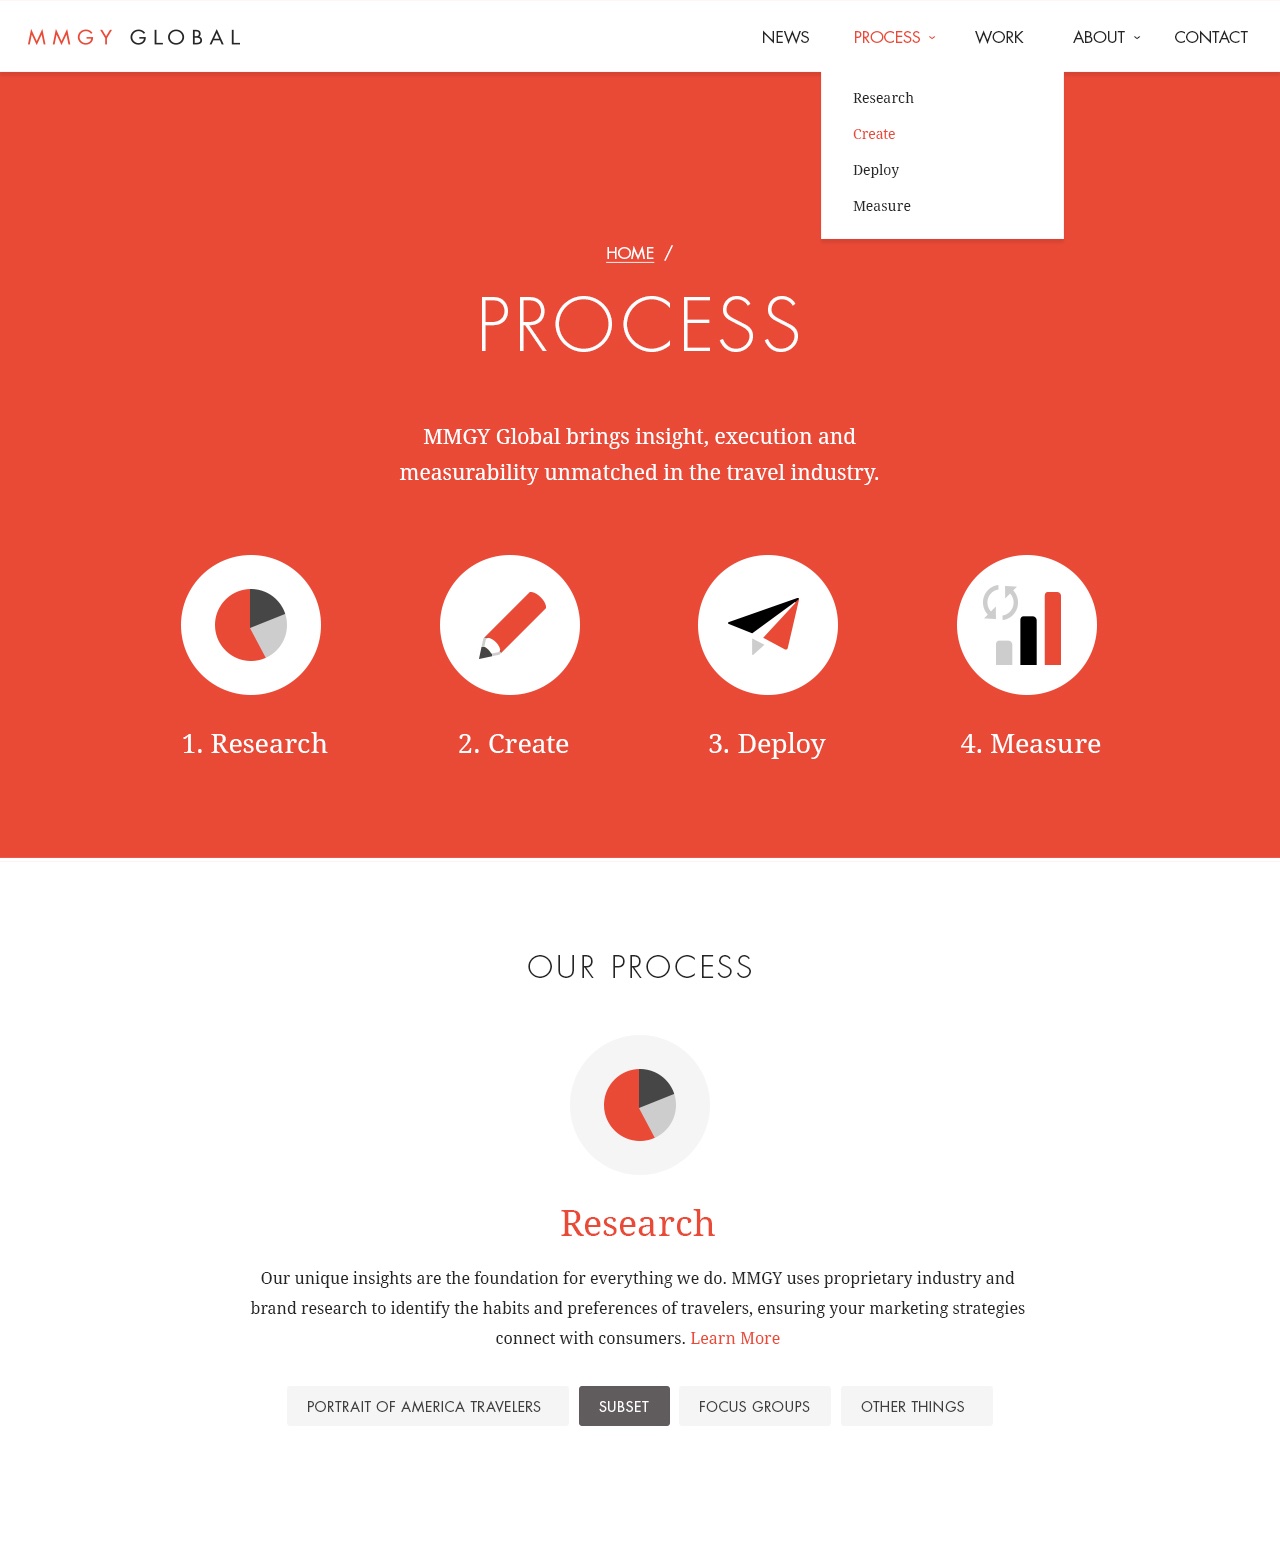 MMGY GLOBAL
NEWS PROCESS WORK ABOUT CONTACT
Research
Create
Deploy
Measure
HOME /
PROCESS
MMGY Global brings insight, execution and
measurability unmatched in the travel industry.
1. Research
2. Create
3. Deploy
4. Measure
OUR PROCESS
Research
Our unique insights are the foundation for everything we do. MMGY uses proprietary industry and
brand research to identify the habits and preferences of travelers, ensuring your marketing strategies
connect with consumers. Learn More
PORTRAIT OF AMERICA TRAVELERS
SUBSET
FOCUS GROUPS
OTHER THINGS